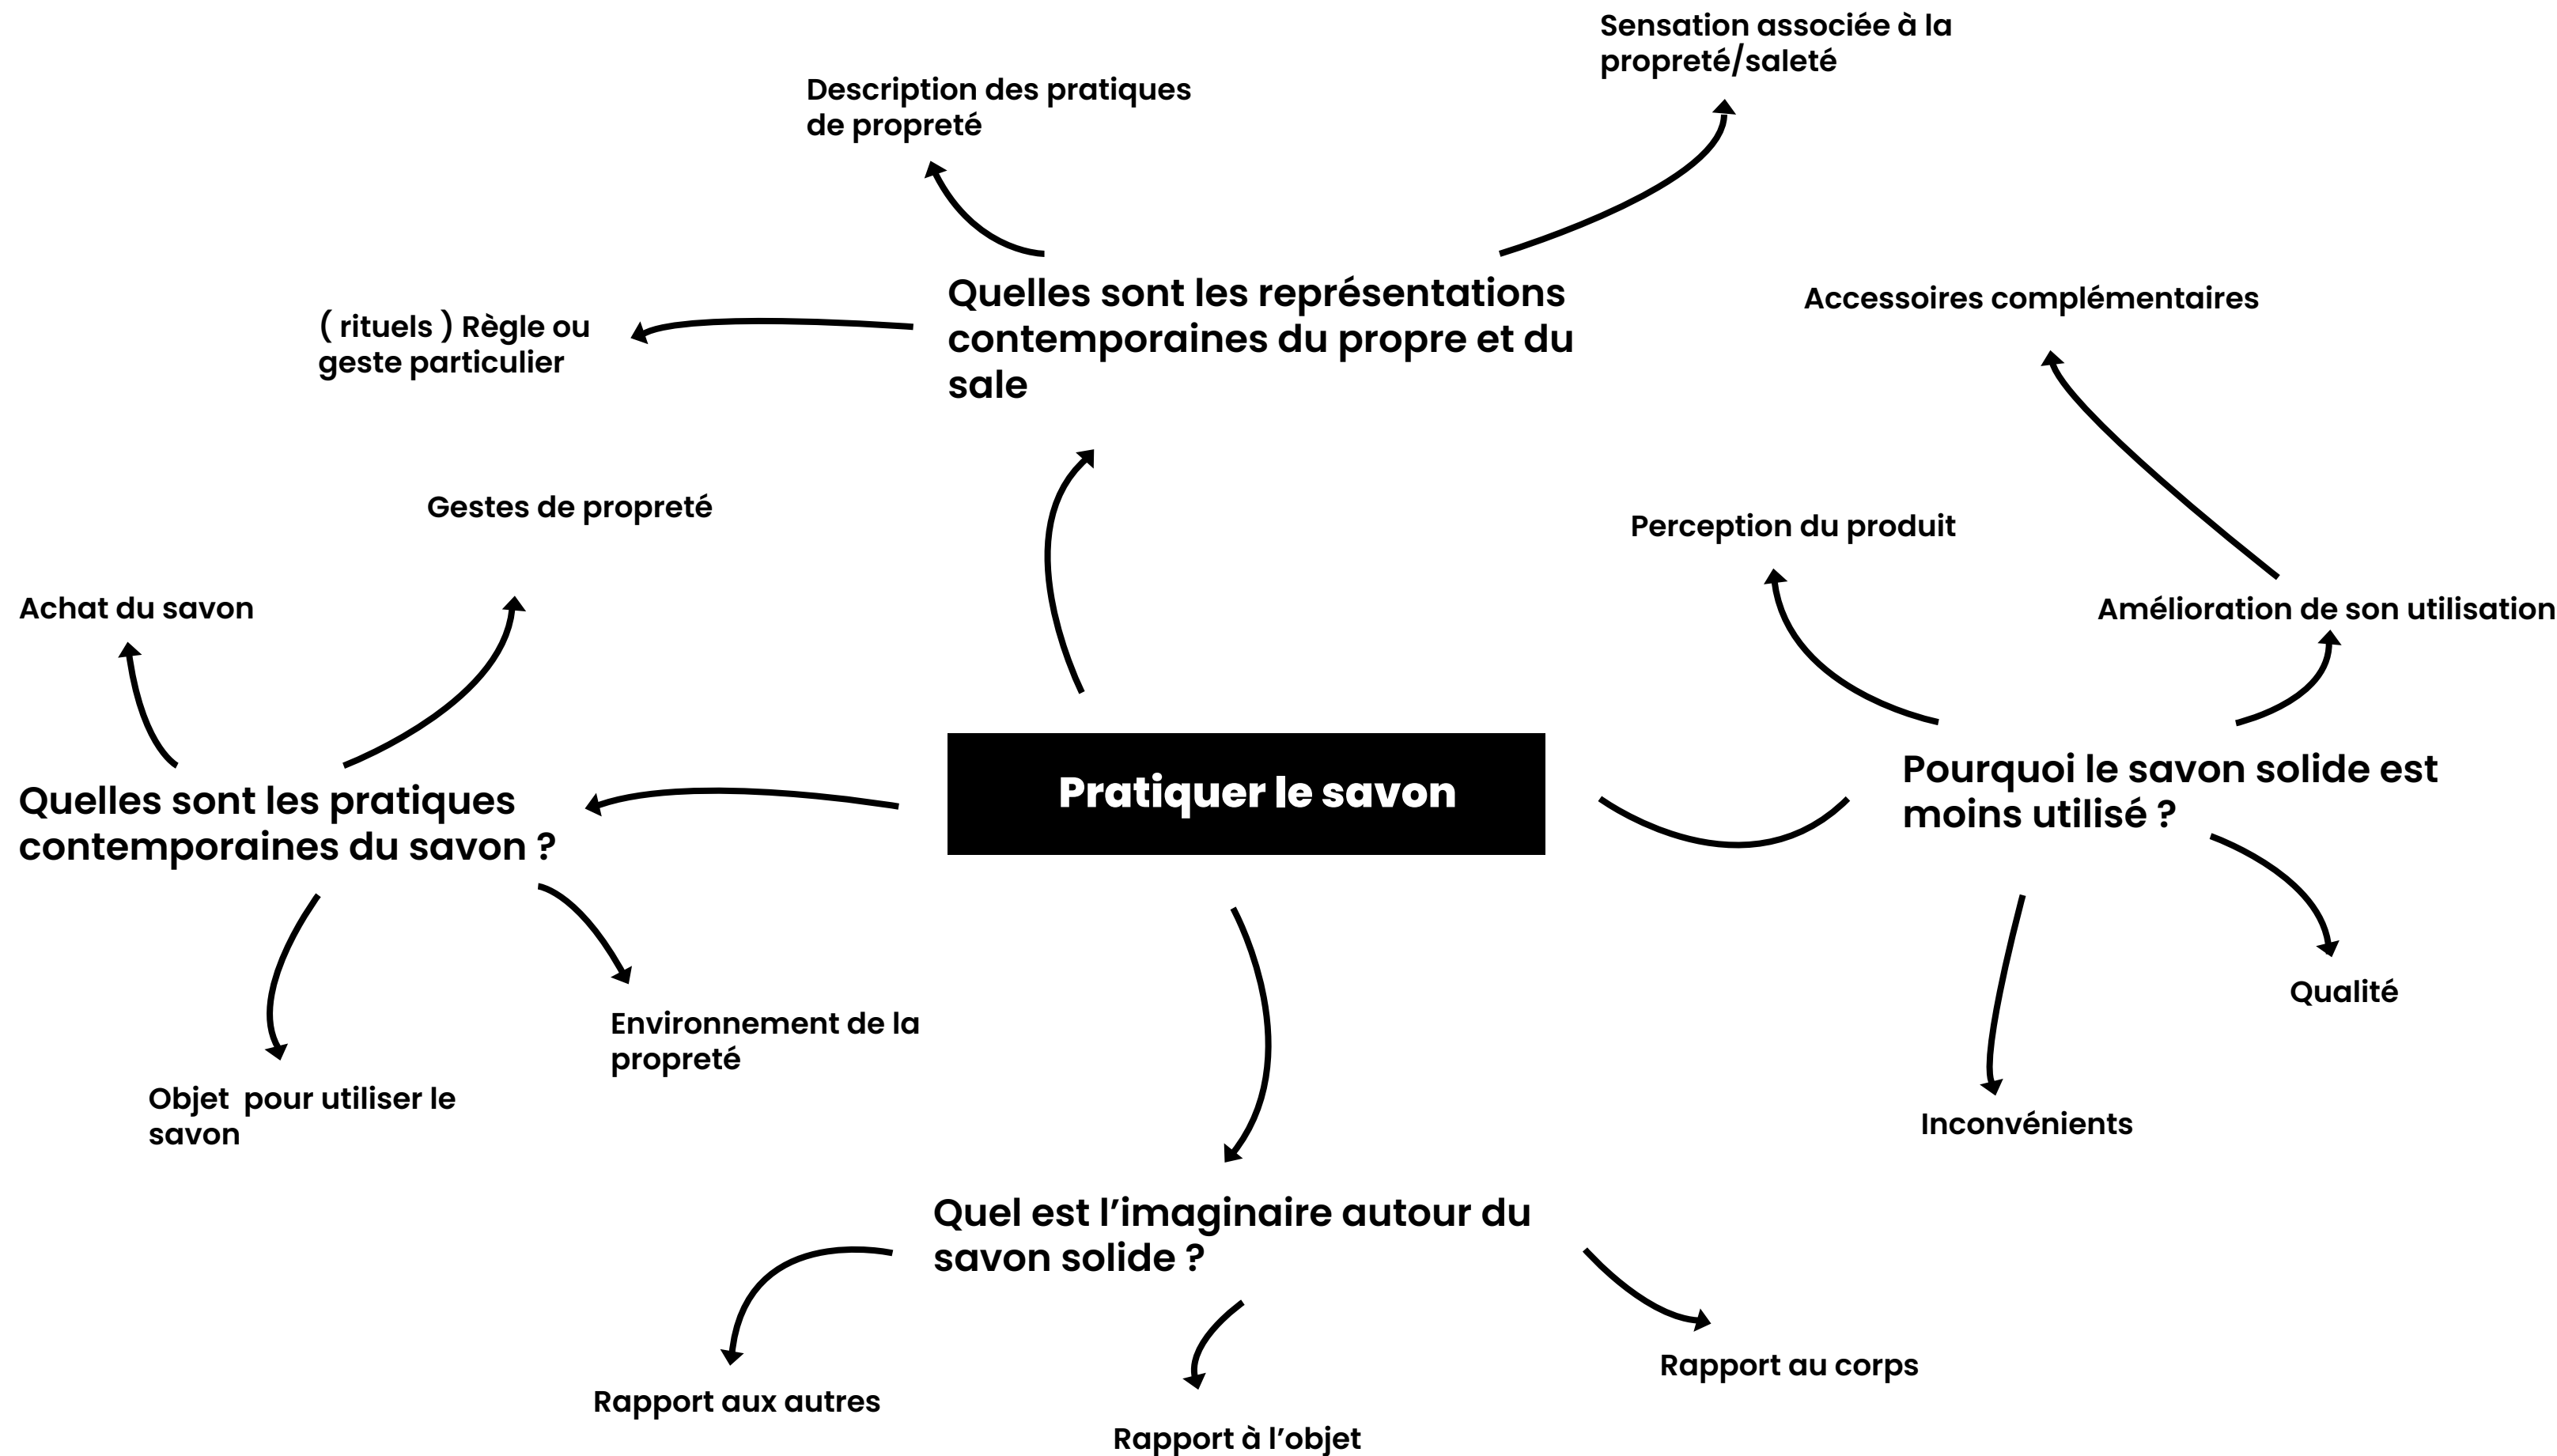 Sensation associée à la
propreté/saleté
Description des pratiques
de propreté
Quelles sont les représentations
contemporaines du propre et du
sale
( rituels ) Règle ou
geste particulier
Accessoires complémentaires
Gestes de propreté
Perception du produit
Achat du savon
Amélioration de son utilisation
Pratiquer le savon
Pourquoi le savon solide est
moins utilisé ?
Quelles sont les pratiques
contemporaines du savon ?
Qualité
Environnement de la
propreté
Objet  pour utiliser le
savon
Inconvénients
Quel est l’imaginaire autour du
savon solide ?
Rapport au corps
Rapport aux autres
Rapport à l’objet